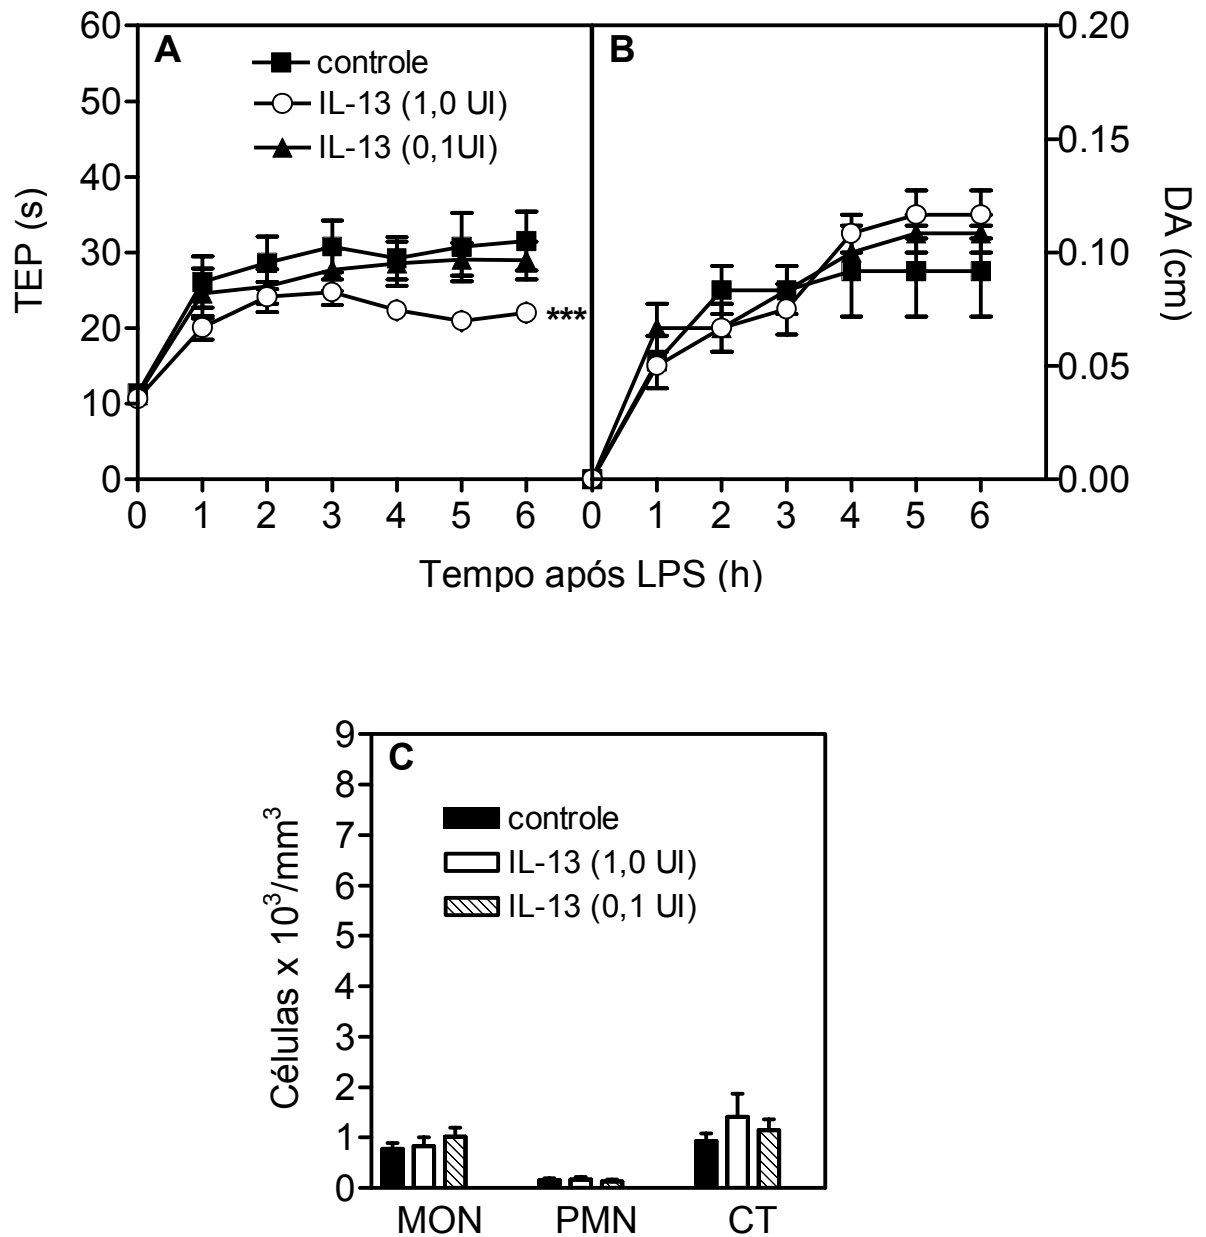 A
controle
IL-13 (1,0 UI)
IL-13 (0,1UI)
B
TEP (s)
60
50
40
30
20
10
0
***
0 1 2 3 4 5 6
0 1 2 3 4 5 6
0.20
0.15
0.10
0.05
0.00
DA (cm)
Tempo após LPS (h)
C
controle
IL-13 (1,0 UI)
IL-13 (0,1 UI)
Células x 10³/mm³
9
8
7
6
5
4
3
2
1
0
MON PMN CT